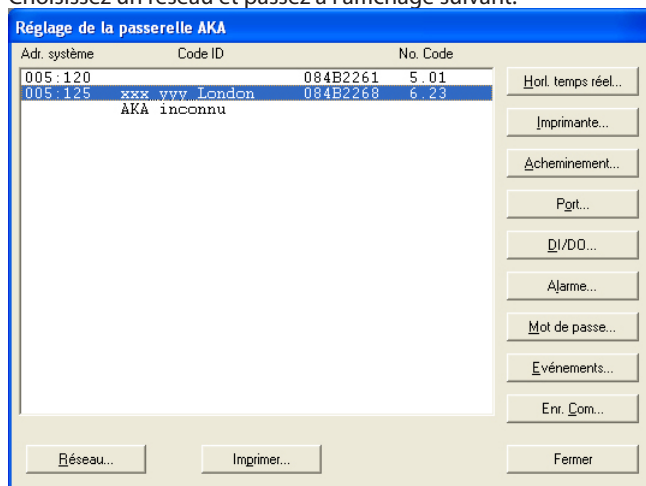 Choisissez un réseau et passez à l'affichage suivant.
Réglage de la passerelle AKA
Adr. système Code ID No. Code
005:120 084B2261 5.01
005:125 xxx yyy London 084B2268 6.23
AKA inconnu
Horl. temps réel...
Imprimante...
Acheminement...
Port...
DI/DO...
Alarme...
Mot de passe...
Evénements...
Enr. Com...
Réseau... Imprimer... Fermer